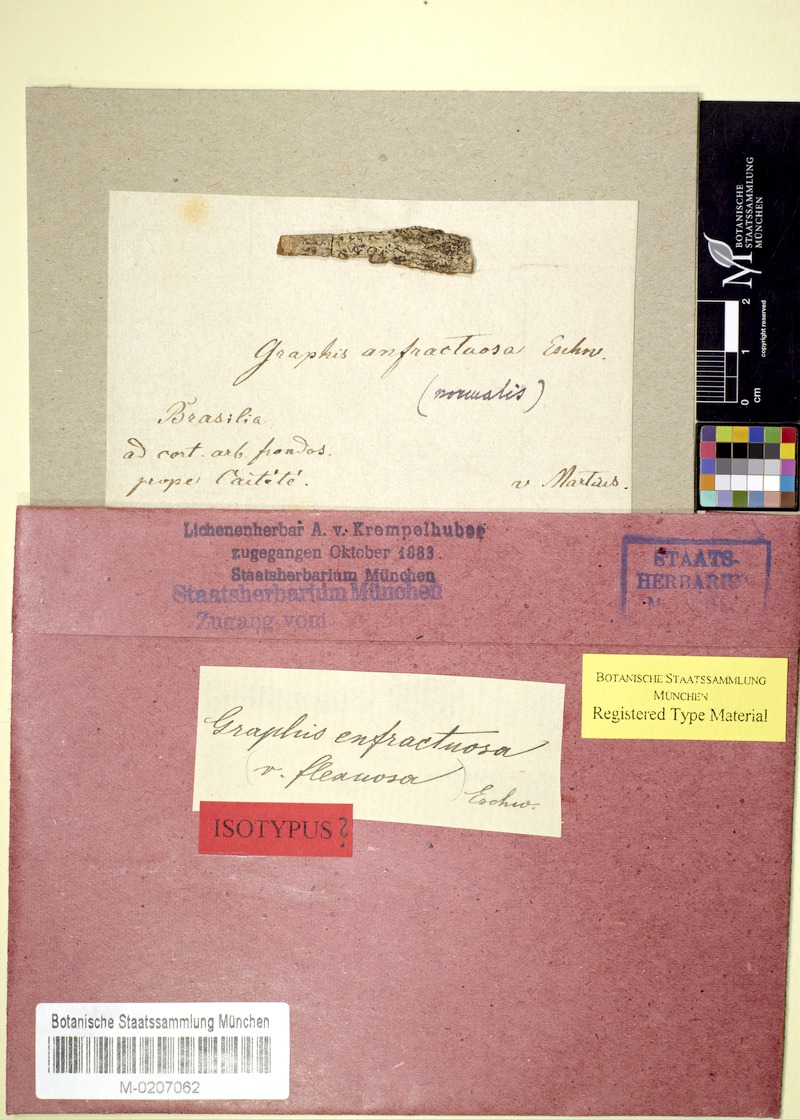 Graphis anfractuosa Eschw.
(normalis)
Brasilia
ad cort. arb. frondos.
prope Caitété.
v Martius.
BOTANISCHE
STAATSSAMMLUNG
MÜNCHEN
0 1 2
cm
copyright reserved
Lichenenherbar A. v. Krempelhuber
zugegangen Oktober 1883.
Staatsherbarium München
Staatsherbarium München
Zugang vom
STAATS-
HERBARIUM
BOTANISCHE STAATSSAMMLUNG
MÜNCHEN
Registered Type Material
Graphis enfractuosa
(v. flexuosa)
Eschw.
ISOTYPUS ?
Botanische Staatssammlung München
M-0207062